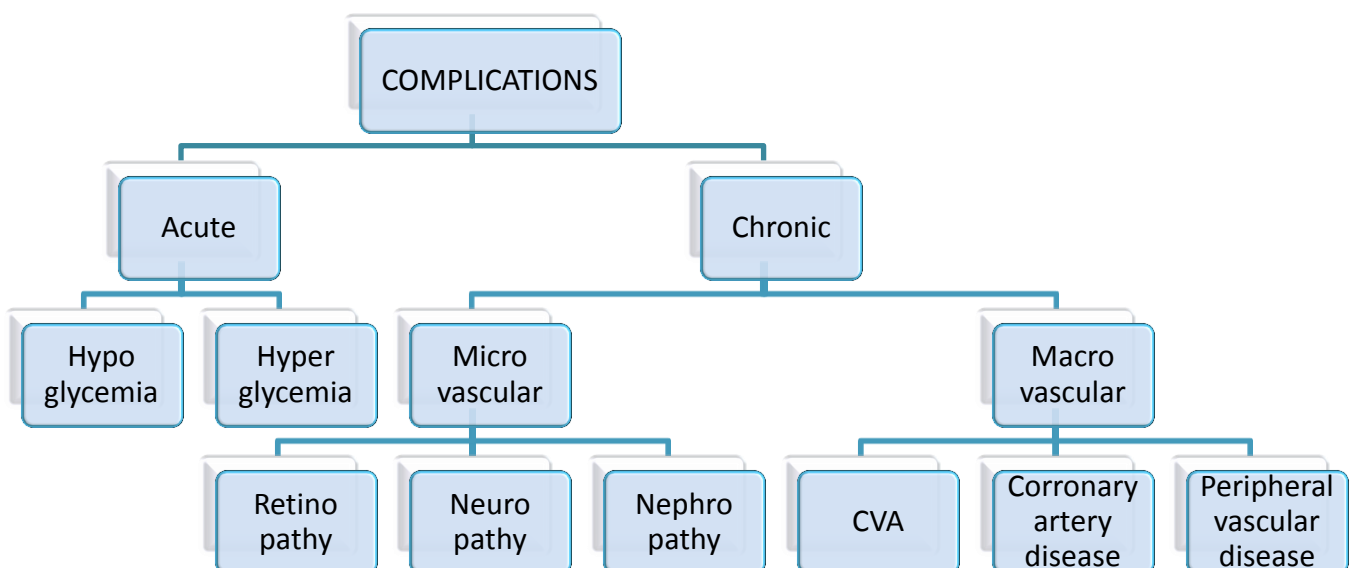 COMPLICATIONS
Acute
Chronic
Hypo
glycemia
Hyper
glycemia
Micro
vascular
Macro
vascular
Retino
pathy
Neuro
pathy
Nephro
pathy
CVA
Corronary
artery
disease
Peripheral
vascular
disease